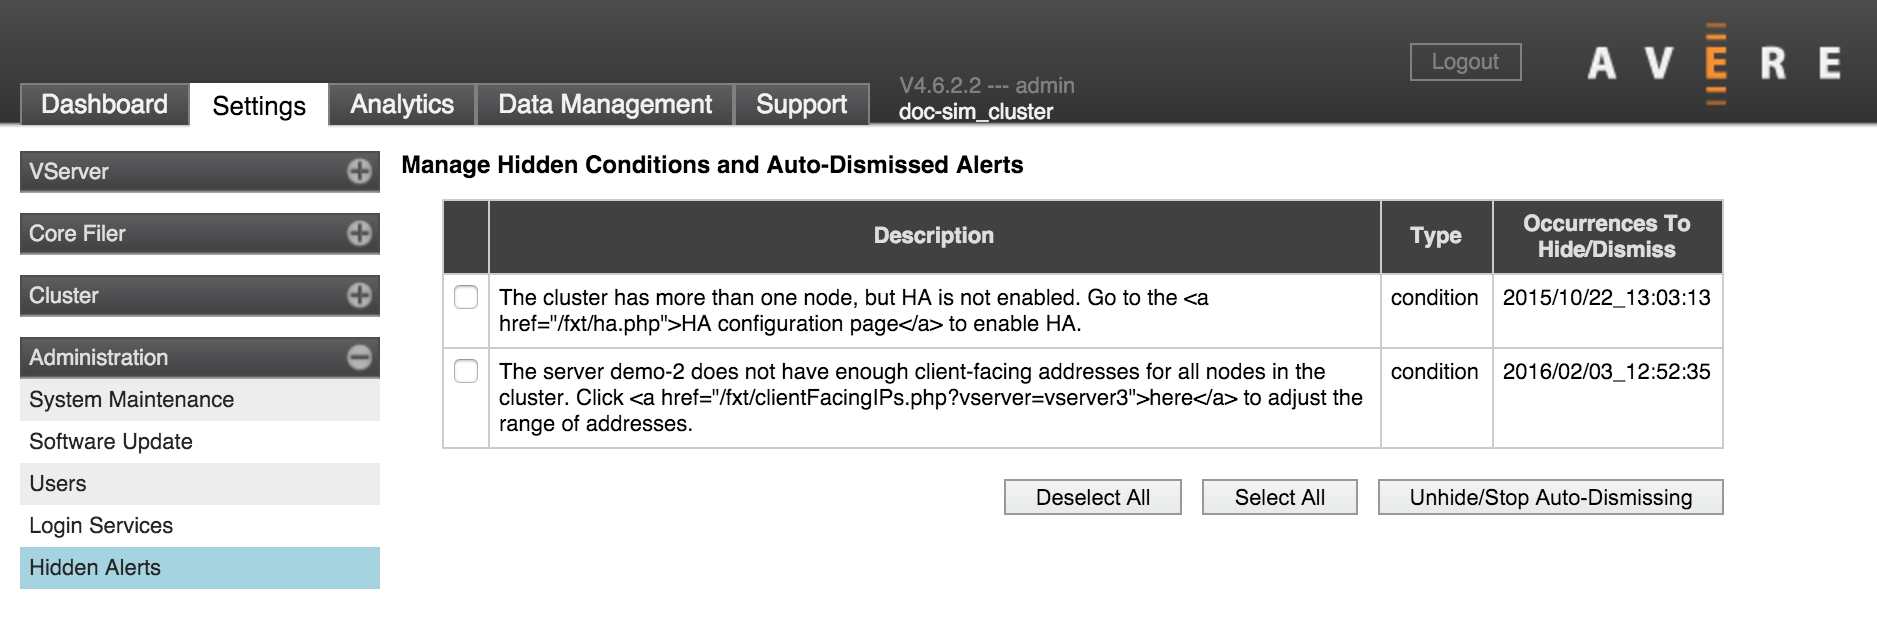 Logout
AVERE
Dashboard
Settings
Analytics
Data Management
Support
V4.6.2.2 --- admin
doc-sim_cluster
VServer
Core Filer
Cluster
Administration
System Maintenance
Software Update
Users
Login Services
Hidden Alerts
Manage Hidden Conditions and Auto-Dismissed Alerts
Description
Type
Occurrences To
Hide/Dismiss
The cluster has more than one node, but HA is not enabled. Go to the <a
href="/fxt/ha.php">HA configuration page</a> to enable HA.
condition
2015/10/22_13:03:13
The server demo-2 does not have enough client-facing addresses for all nodes in the
cluster. Click <a href="/fxt/clientFacingIPs.php?vserver=vserver3">here</a> to adjust the
range of addresses.
condition
2016/02/03_12:52:35
Deselect All
Select All
Unhide/Stop Auto-Dismissing